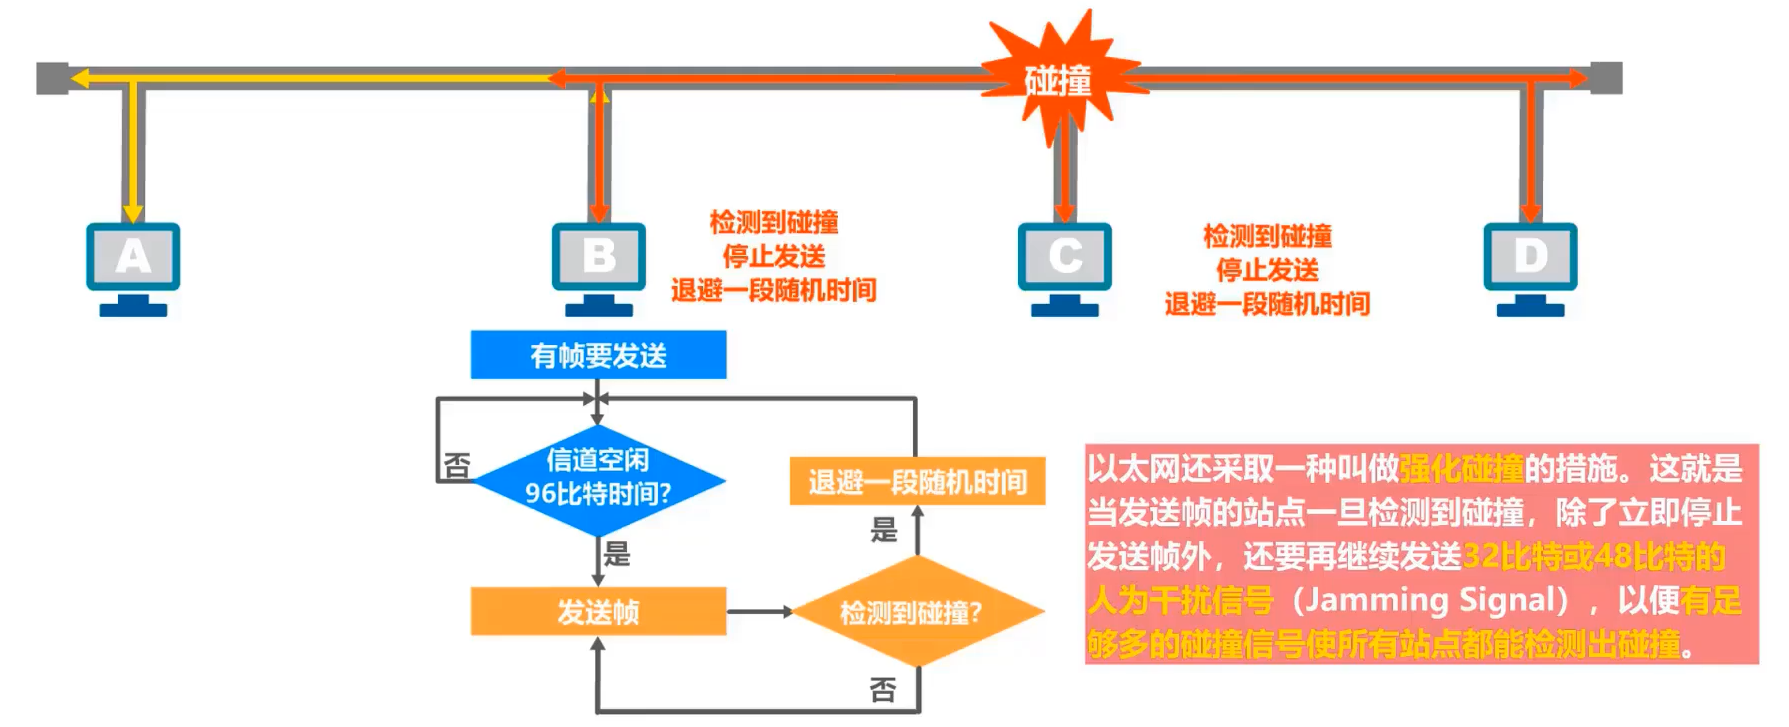 碰撞
A
B
C
D
检测到碰撞
停止发送
退避一段随机时间
检测到碰撞
停止发送
退避一段随机时间
有帧要发送
信道空闲
96比特时间?
否
是
发送帧
检测到碰撞?
是
退避一段随机时间
否
以太网还采取一种叫做强化碰撞的措施。这就是
当发送帧的站点一旦检测到碰撞，除了立即停止
发送帧外，还要再继续发送32比特或48比特的
人为干扰信号（Jamming Signal），以便有足
够多的碰撞信号使所有站点都能检测出碰撞。